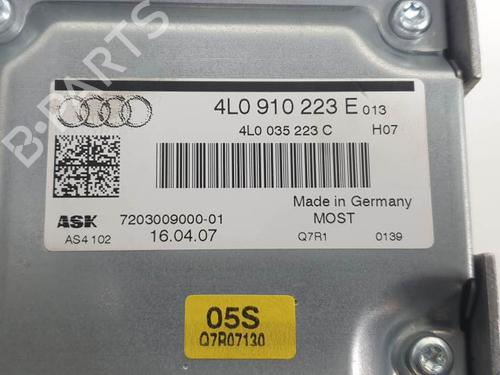 B-PARTS
4L0 910 223 E 013
4L0 035 223 C H07
Made in Germany
ASK 7203009000-01 MOST
AS4 102 16.04.07 Q7R1 0139
05S
Q7R07130